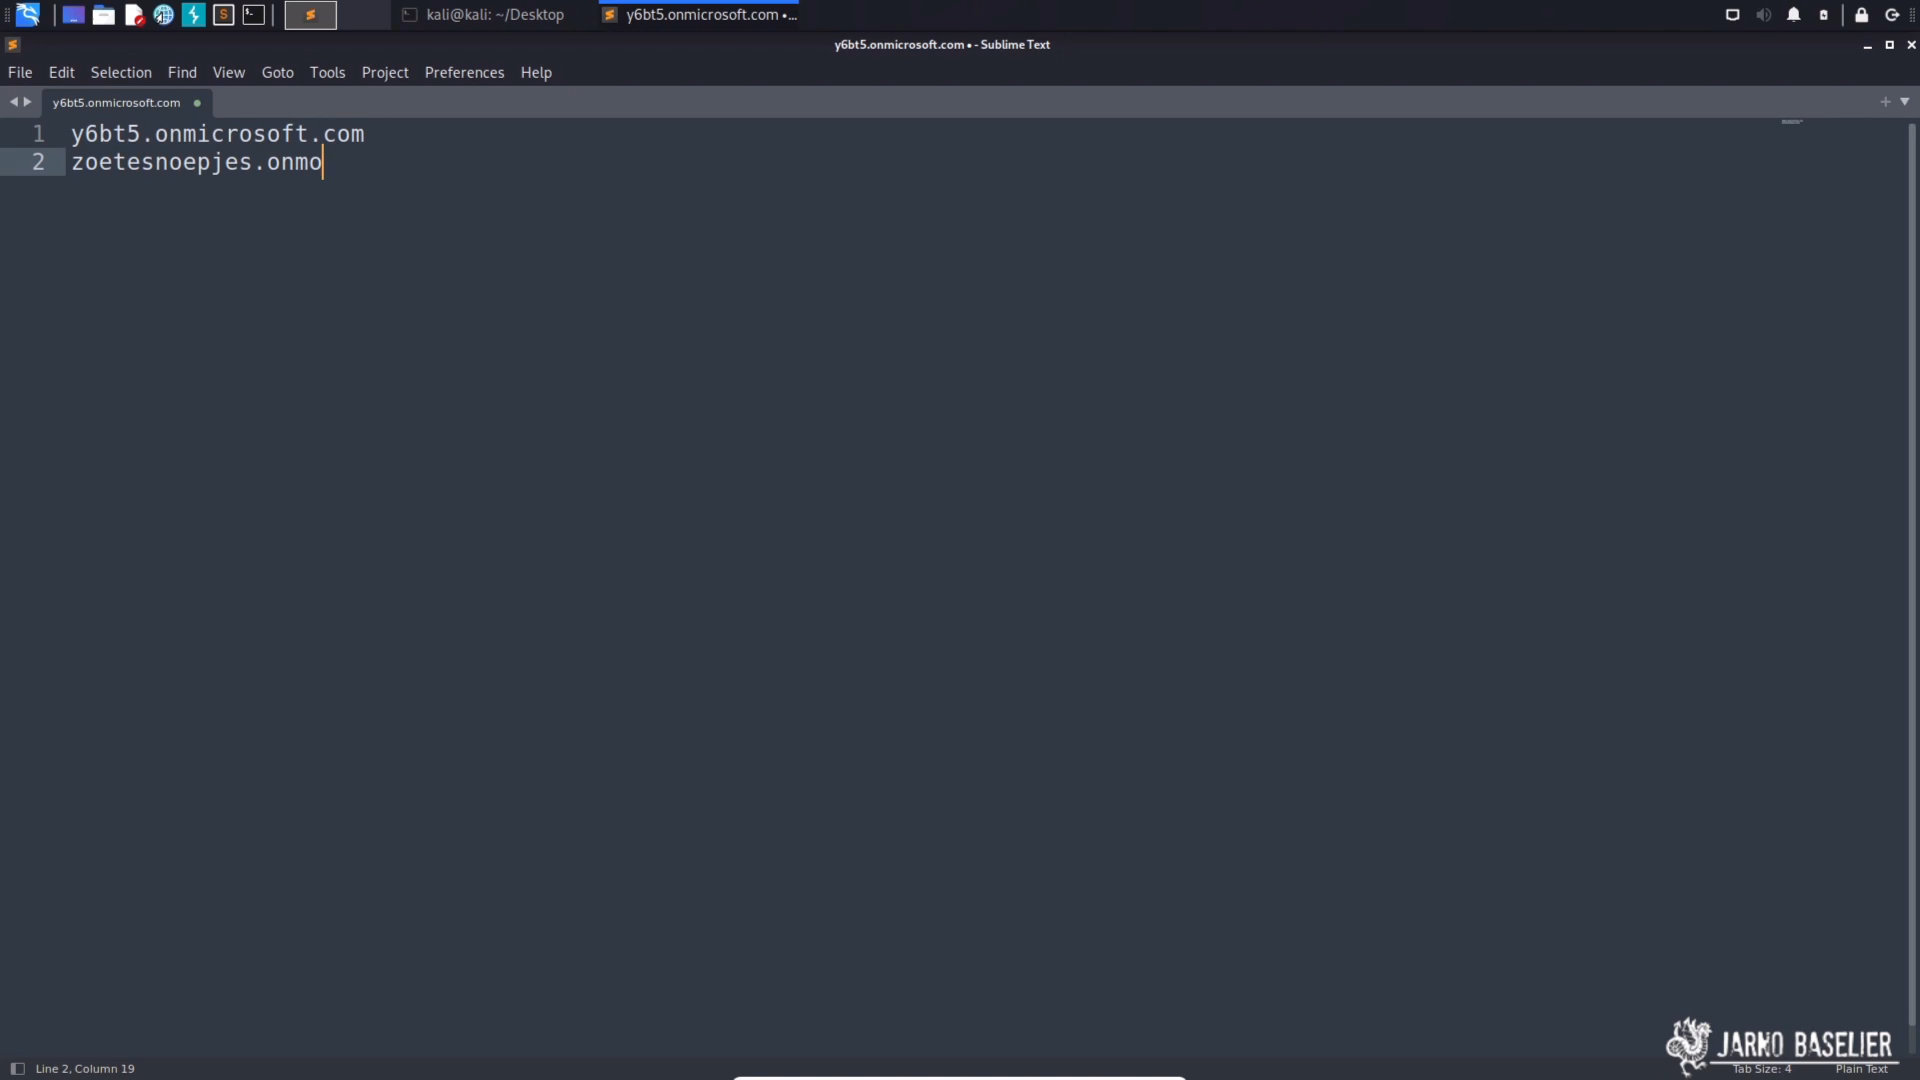 kali@kali: ~/Desktop
y6bt5.onmicrosoft.com •...
y6bt5.onmicrosoft.com • - Sublime Text
File Edit Selection Find View Goto Tools Project Preferences Help
y6bt5.onmicrosoft.com
1 y6bt5.onmicrosoft.com
2 zoetesnoepjes.onmo
JARNO BASELIER
Line 2, Column 19
Tab Size: 4
Plain Text